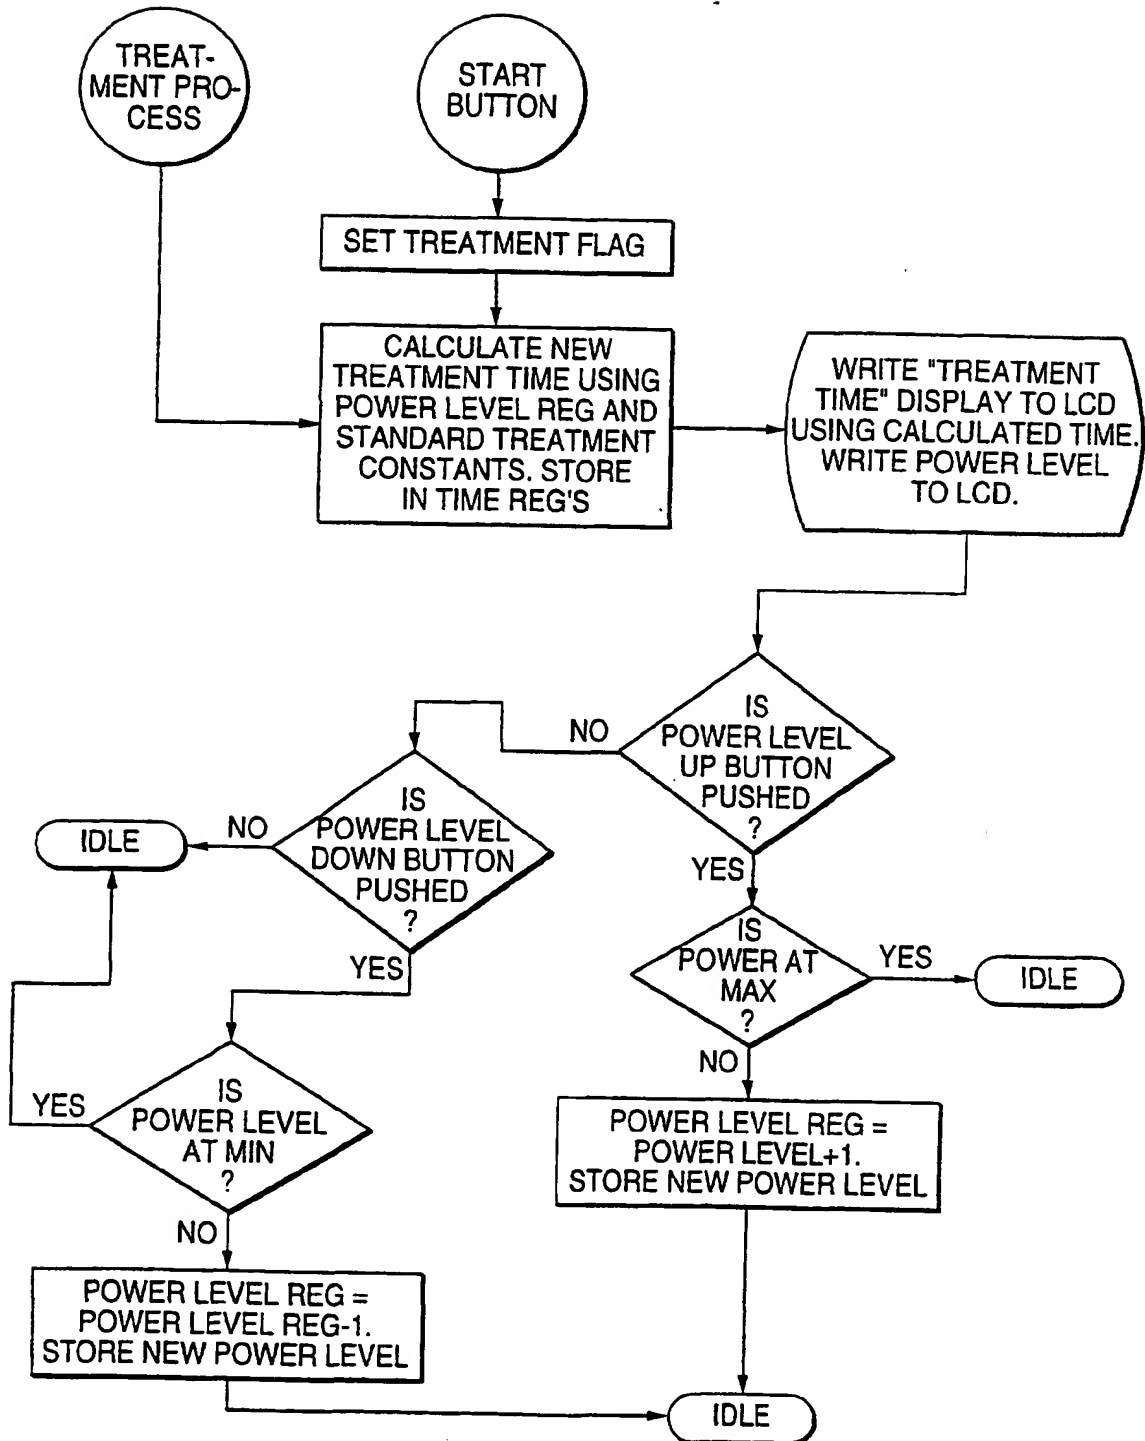 TREAT-
MENT PRO-
CESS
START
BUTTON
SET TREATMENT FLAG
CALCULATE NEW
TREATMENT TIME USING
POWER LEVEL REG AND
STANDARD TREATMENT
CONSTANTS. STORE
IN TIME REG'S
WRITE "TREATMENT
TIME" DISPLAY TO LCD
USING CALCULATED TIME.
WRITE POWER LEVEL
TO LCD.
IS
POWER LEVEL
UP BUTTON
PUSHED
?
NO
YES
IS
POWER LEVEL
DOWN BUTTON
PUSHED
?
NO
IDLE
YES
IS
POWER AT
MAX
?
YES
IDLE
NO
IS
POWER LEVEL
AT MIN
?
YES
NO
POWER LEVEL REG =
POWER LEVEL+1.
STORE NEW POWER LEVEL
POWER LEVEL REG =
POWER LEVEL REG-1.
STORE NEW POWER LEVEL
IDLE